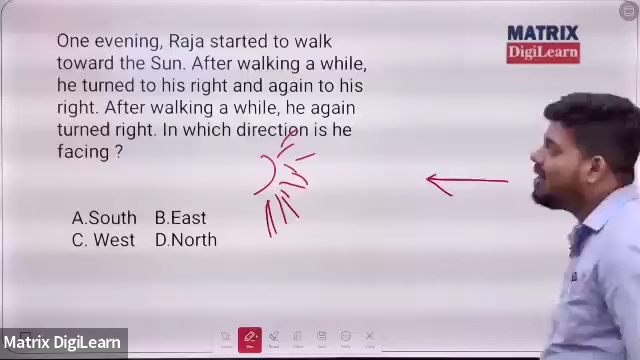 One evening, Raja started to walk
toward the Sun. After walking a while,
he turned to his right and again to his
right. After walking a while, he again
turned right. In which direction is he
facing ?
A.South B.East
C. West D.North
MATRIX
DigiLearn
Matrix DigiLearn